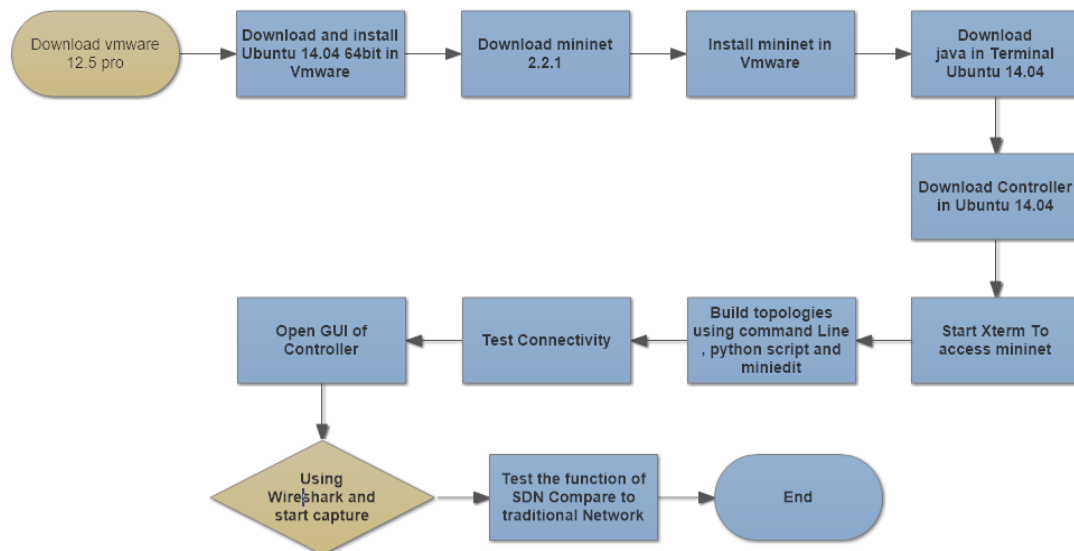 Download vmware
12.5 pro
Download and install
Ubuntu 14.04 64bit in
Vmware
Download mininet
2.2.1
Install mininet in
Vmware
Download
java in Terminal
Ubuntu 14.04
Download Controller
in Ubuntu 14.04
Start Xterm To
access mininet
Build topologies
using command Line
, python script and
miniedit
Test Connectivity
Open GUI of
Controller
Using
Wireshark and
start capture
Test the function of
SDN Compare to
traditional Network
End